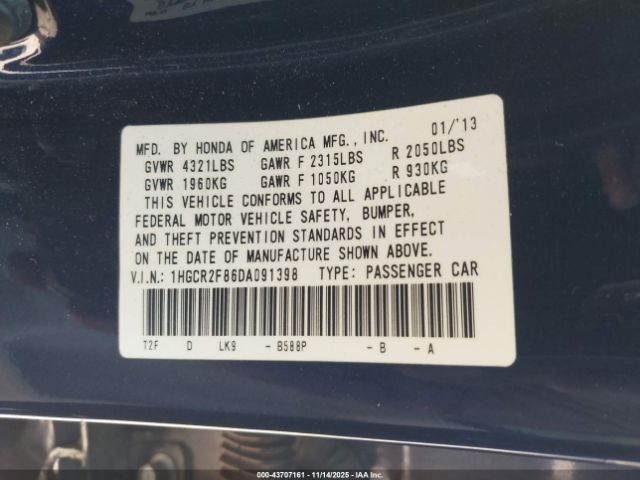 MFD. BY HONDA OF AMERICA MFG., INC. 01/'13
GVWR 4321LBS GAWR F 2315LBS R 2050LBS
GVWR 1960KG GAWR F 1050KG R 930KG
THIS VEHICLE CONFORMS TO ALL APPLICABLE
FEDERAL MOTOR VEHICLE SAFETY, BUMPER,
AND THEFT PREVENTION STANDARDS IN EFFECT
ON THE DATE OF MANUFACTURE SHOWN ABOVE.
V.I.N.: 1HGCR2F86DA091398 TYPE: PASSENGER CAR
T2F D LK9 - B588P - B - A
000-43707161 - 11/14/2025 - IAAI.COM